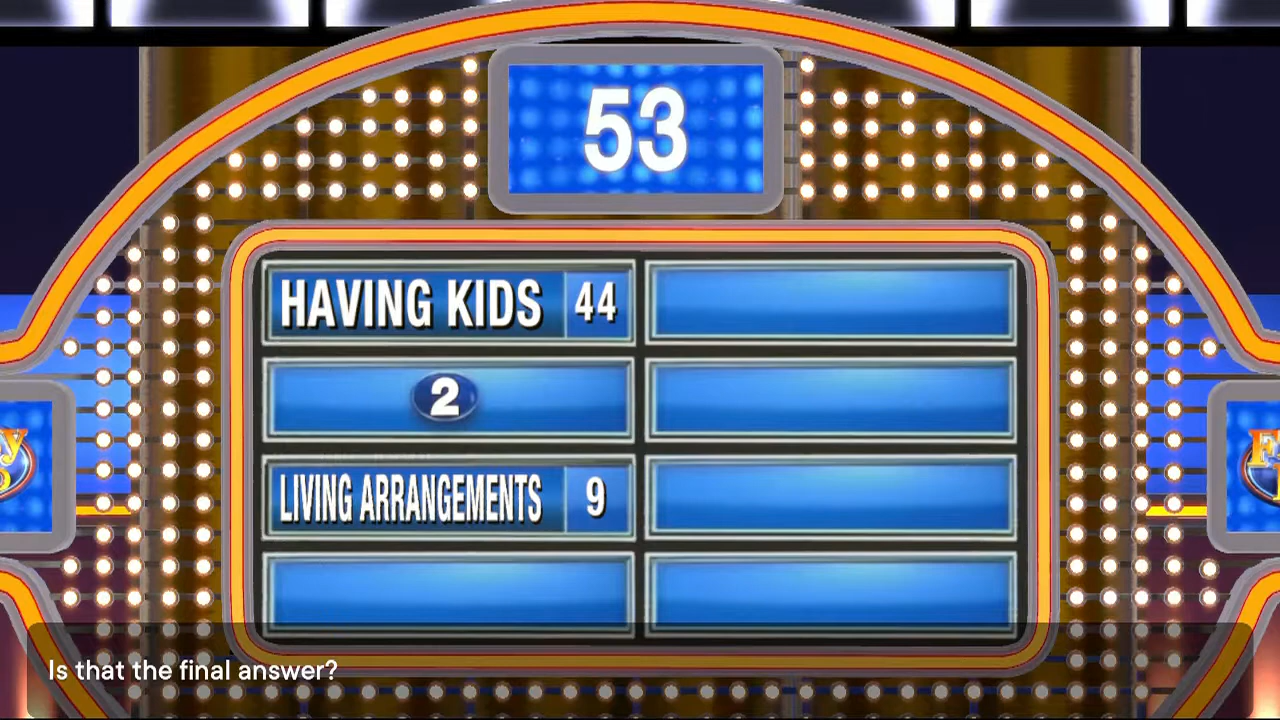 53
HAVING KIDS 44
2
LIVING ARRANGEMENTS 9
Is that the final answer?